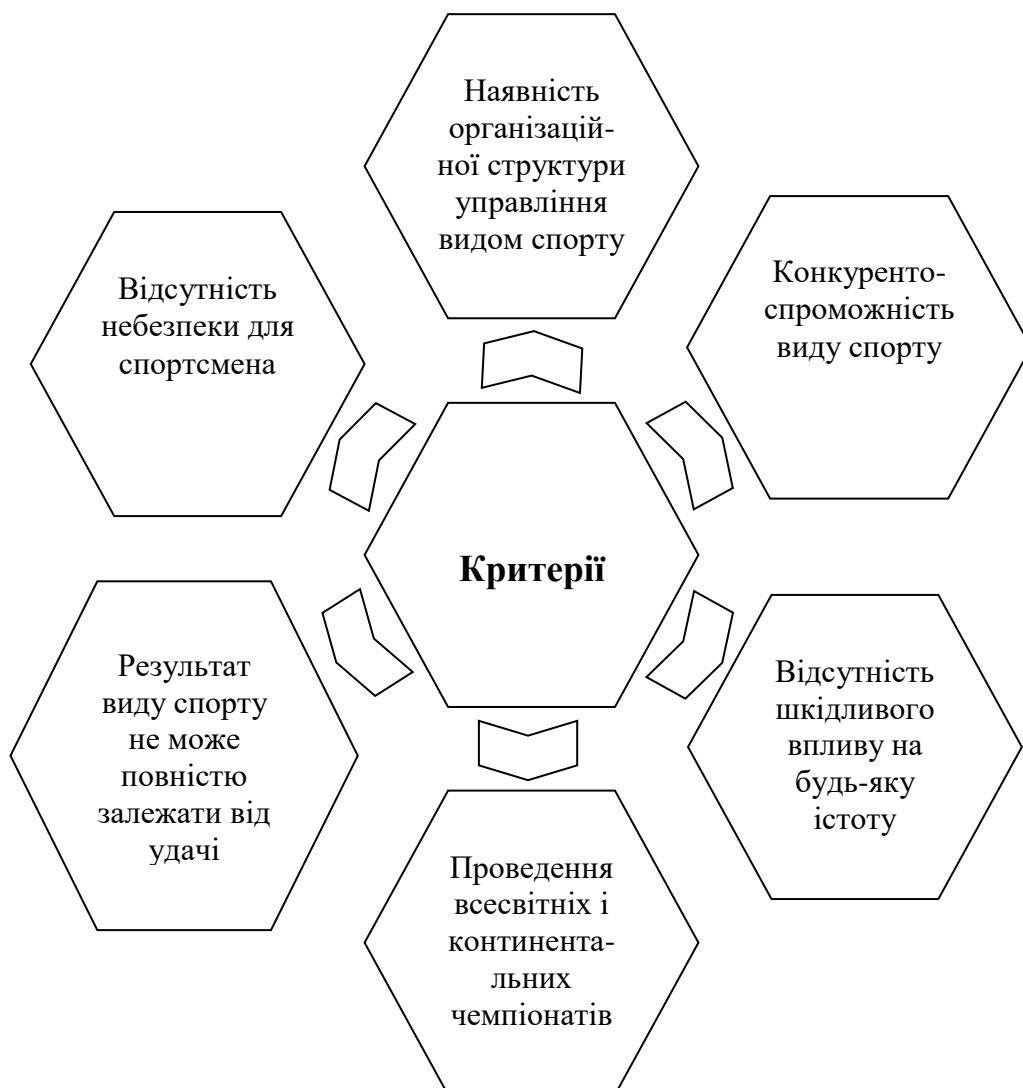 Наявність
організацій-
ної структури
управління
видом спорту
Відсутність
небезпеки для
спортсмена
Конкуренто-
спроможність
виду спорту
Критерії
Результат
виду спорту
не може
повністю
залежати від
удачі
Відсутність
шкідливого
впливу на
будь-яку
істоту
Проведення
всесвітніх і
континента-
льних
чемпіонатів